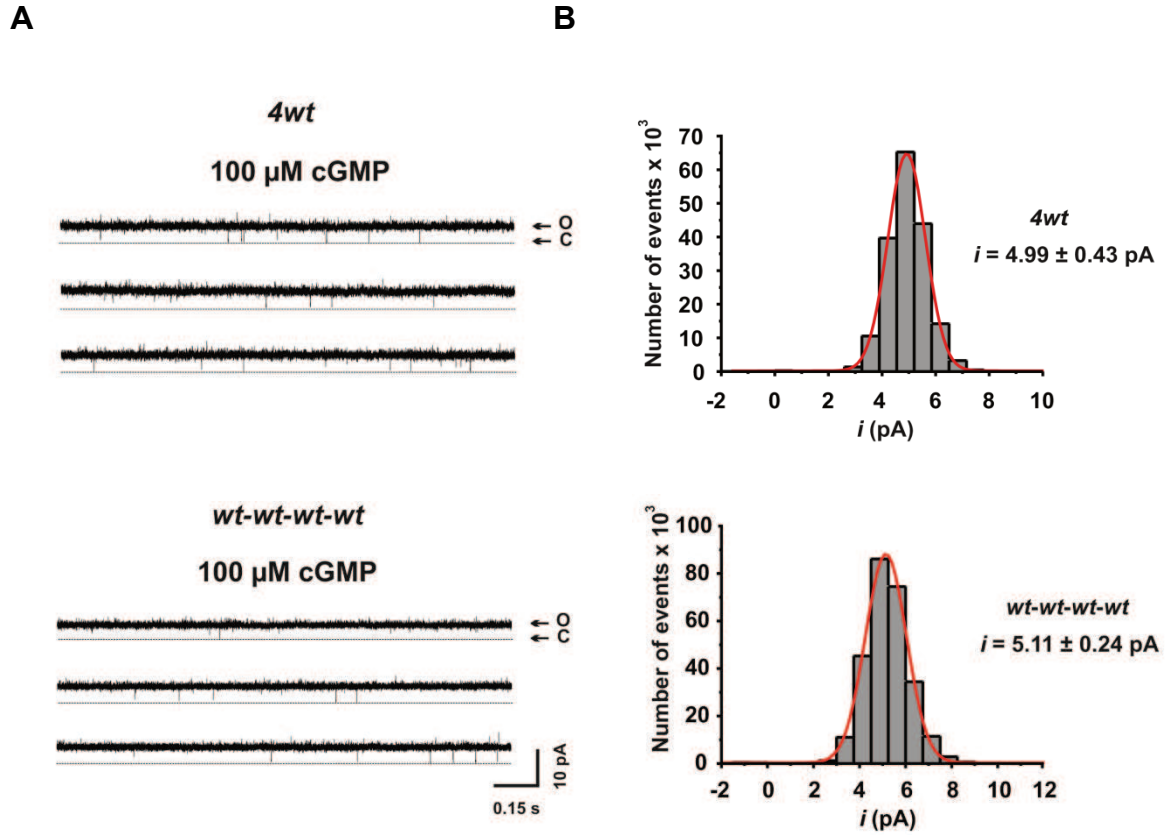 A
B
4wt
100 µM cGMP
← O
← C
Number of events x 10³
70
60
50
40
30
20
10
0
-2 0 2 4 6 8 10
i (pA)
4wt
i = 4.99 ± 0.43 pA
wt-wt-wt-wt
100 µM cGMP
← O
← C
10 pA
0.15 s
Number of events x 10³
100
80
60
40
20
0
-2 0 2 4 6 8 10 12
i (pA)
wt-wt-wt-wt
i = 5.11 ± 0.24 pA